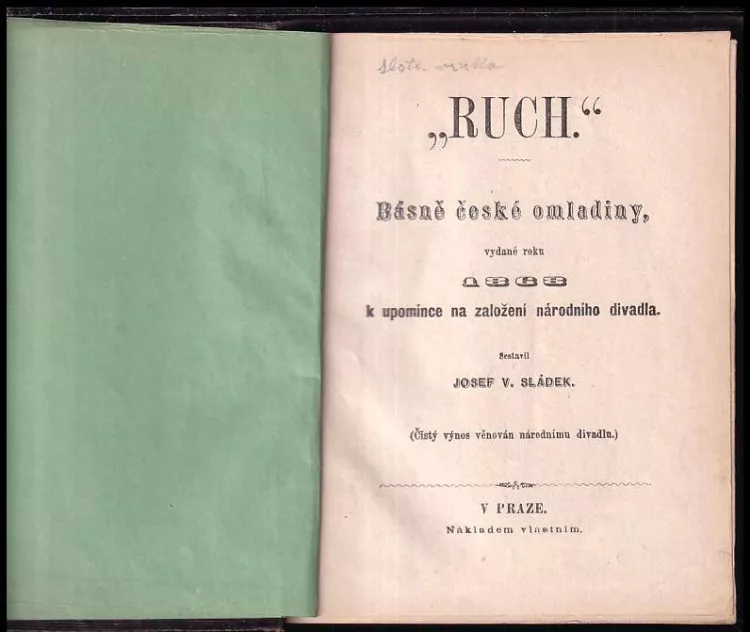 „RUCH.“
Básně české omladiny,
vydané roku
1868
k upomínce na založení národního divadla.
Sestavil
JOSEF V. SLÁDEK.
(Čistý výnos věnován národnímu divadlu.)
V PRAZE.
Nákladem vlastním.